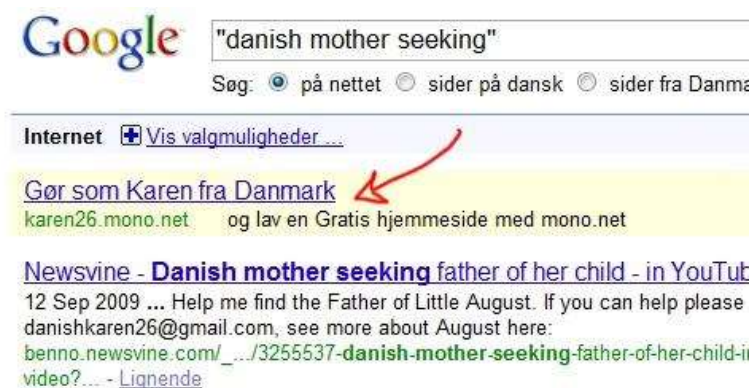 Google
"danish mother seeking"
Søg: på nettet sider på dansk sider fra
Internet Vis valgmuligheder ...
Gør som Karen fra Danmark
karen26.mono.net og lav en Gratis hjemmeside med mono.net
Newsvine - Danish mother seeking father of her child - in
12 Sep 2009 ... Help me find the Father of Little August. If you can help please
danishkaren26@gmail.com, see more about August here:
benno.newsvine.com/_.../3255537-danish-mother-seeking-father-of-her-child-
video?... - Lignende